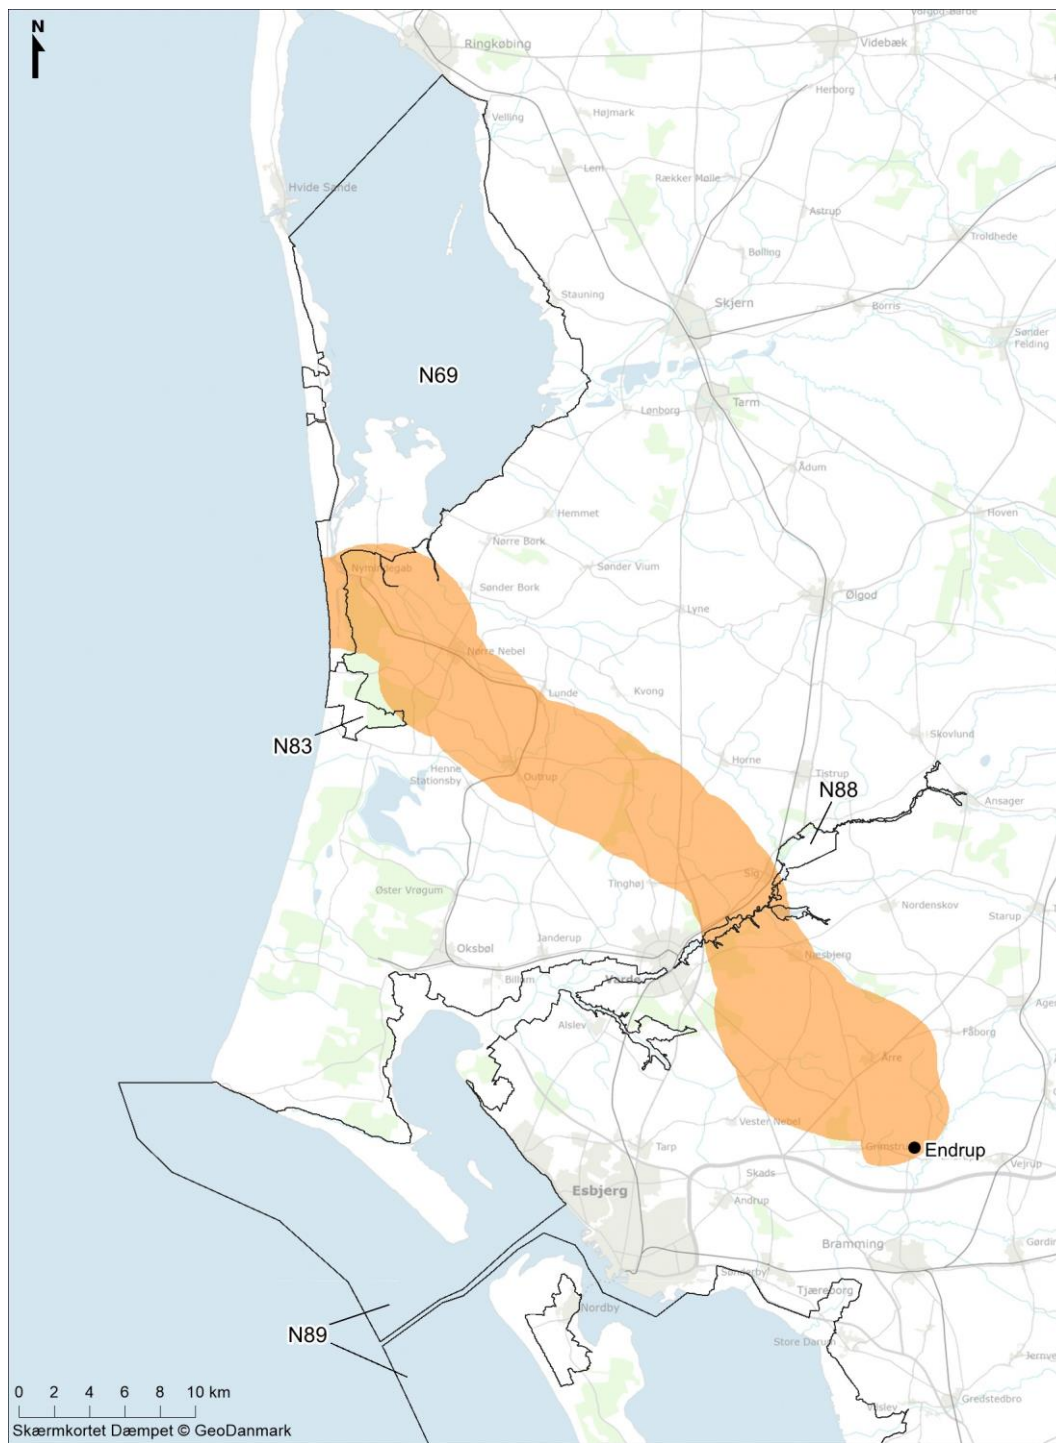 N
Ringkøbing
Videbæk
Herborg
Velling
Højmark
Lem
Rækker Mølle
Hvide Sande
Astrup
Troldhede
Bølling
Stauning
Borris
Skjern
Sønder
Felding
N69
Tarm
Lønborg
Ådum
Hemmet
Hoven
Nørre Bork
Nymindegab
Sønder Vium
Sønder Bork
Ølgod
Lyne
Nørre Nebel
Lunde
Kvong
Skovlund
N83
Henne
Stationsby
Outrup
Horne
Tistrup
N88
Ansager
Sig
Tinghøj
Øster Vrøgum
Nordenskov
Starup
Oksbøl
Janderup
Næsbjerg
Billum
Varde
Alslev
Fåborg
Årre
Vester Nebel
Tarp
Endrup
Vejrup
Skads
Esbjerg
Andrup
Bramming
Sønderby
Tjæreborg
Nordby
N89
Store Darum
Vilslev
Gredstedbro
0 2 4 6 8 10 km
Skærmkortet Dæmpet © GeoDanmark